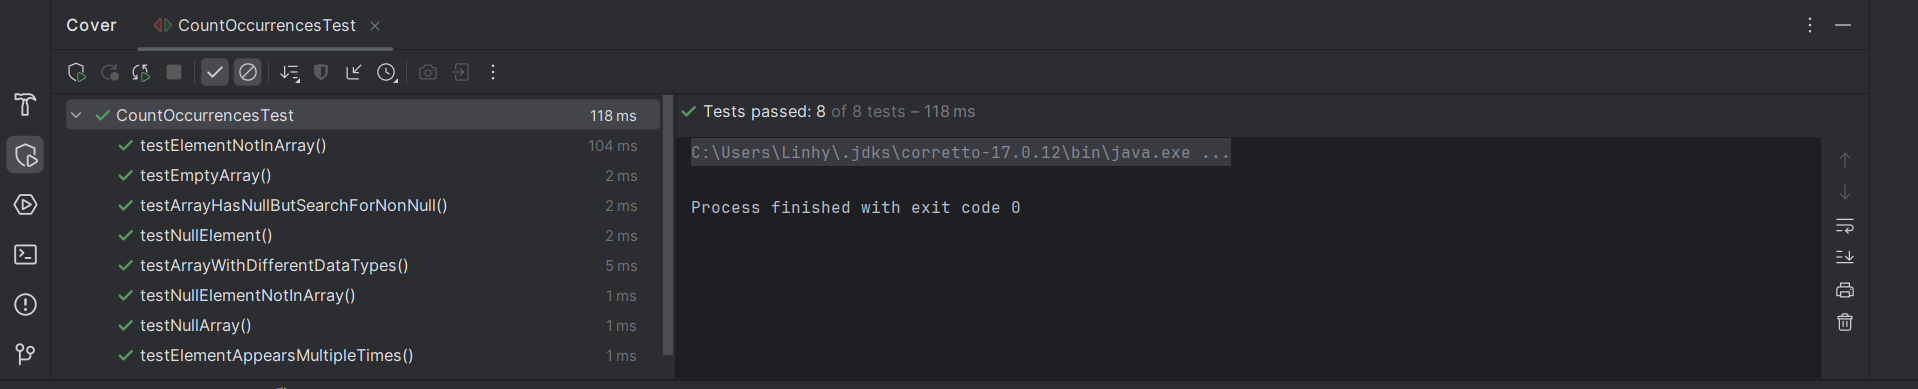 Cover CountOccurrencesTest
CountOccurrencesTest 118 ms
testElementNotInArray() 104 ms
testEmptyArray() 2 ms
testArrayHasNullButSearchForNonNull() 2 ms
testNullElement() 2 ms
testArrayWithDifferentDataTypes() 5 ms
testNullElementNotInArray() 1 ms
testNullArray() 1 ms
testElementAppearsMultipleTimes() 1 ms
Tests passed: 8 of 8 tests – 118 ms
C:\Users\Linhy\.jdks\corretto-17.0.12\bin\java.exe ...
Process finished with exit code 0